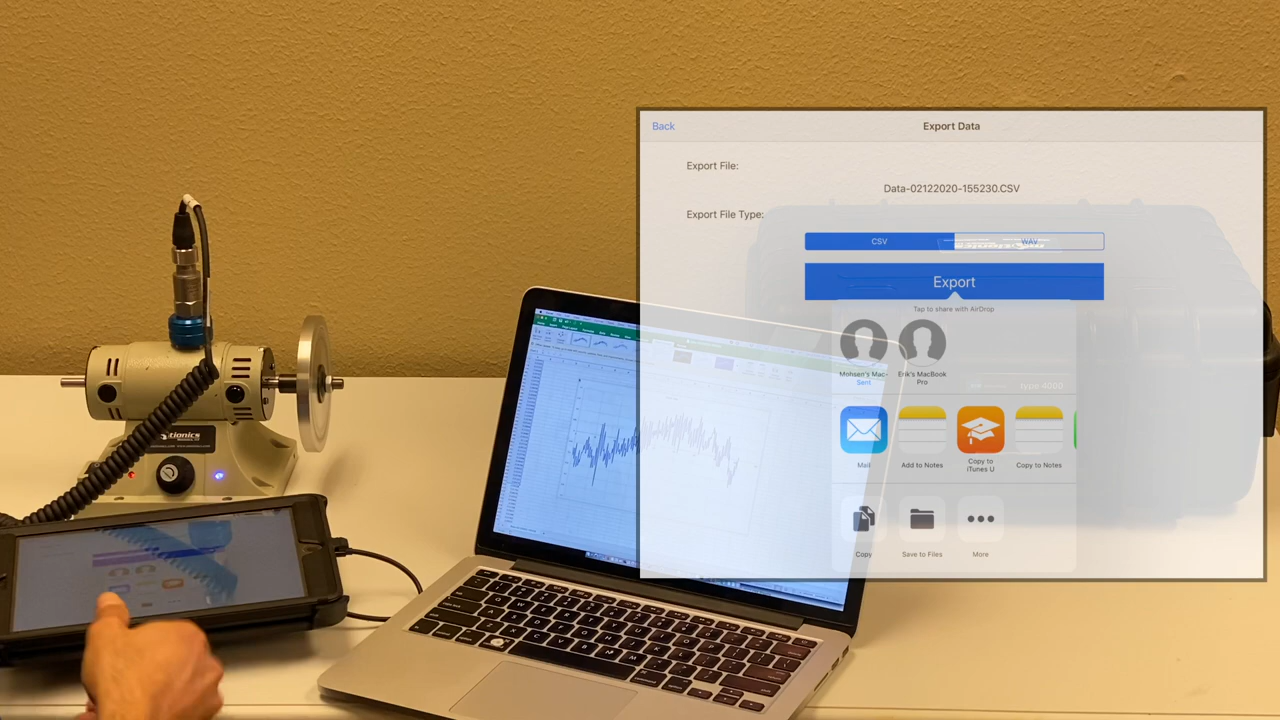 Back
Export Data
Export File:
Data-02122020-155230.CSV
Export File Type:
CSV
WAV
Export
Tap to share with AirDrop
Mohsen's Mac-
Sent
Erik's MacBook
Pro
type 4000
Mail
Add to Notes
Copy to
iTunes U
Copy to Notes
Copy
Save to Files
More